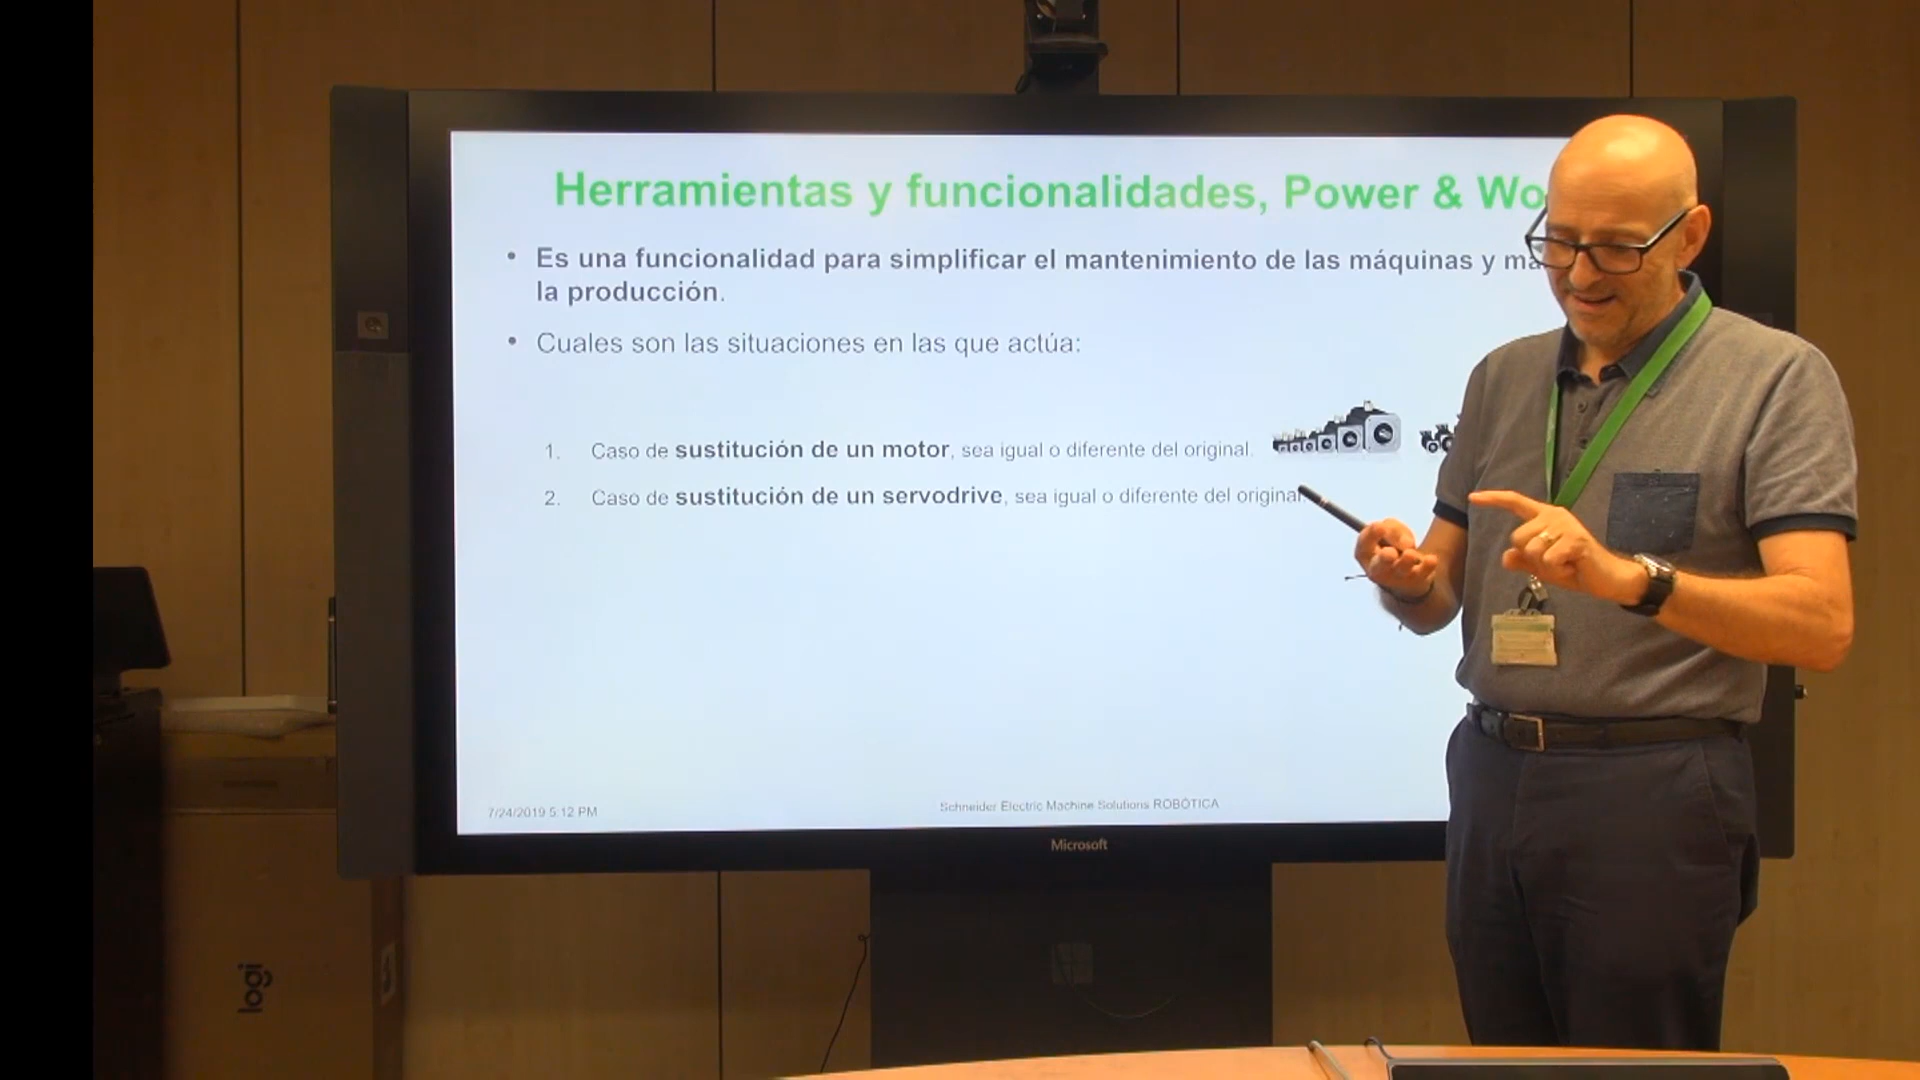 Herramientas y funcionalidades, Power & Wo
• Es una funcionalidad para simplificar el mantenimiento de las máquinas y ma
la producción.
• Cuales son las situaciones en las que actúa:
1. Caso de sustitución de un motor, sea igual o diferente del original.
2. Caso de sustitución de un servodrive, sea igual o diferente del original.
7/24/2019 5:12 PM
Schneider Electric Machine Solutions ROBÓTICA
Microsoft
logi